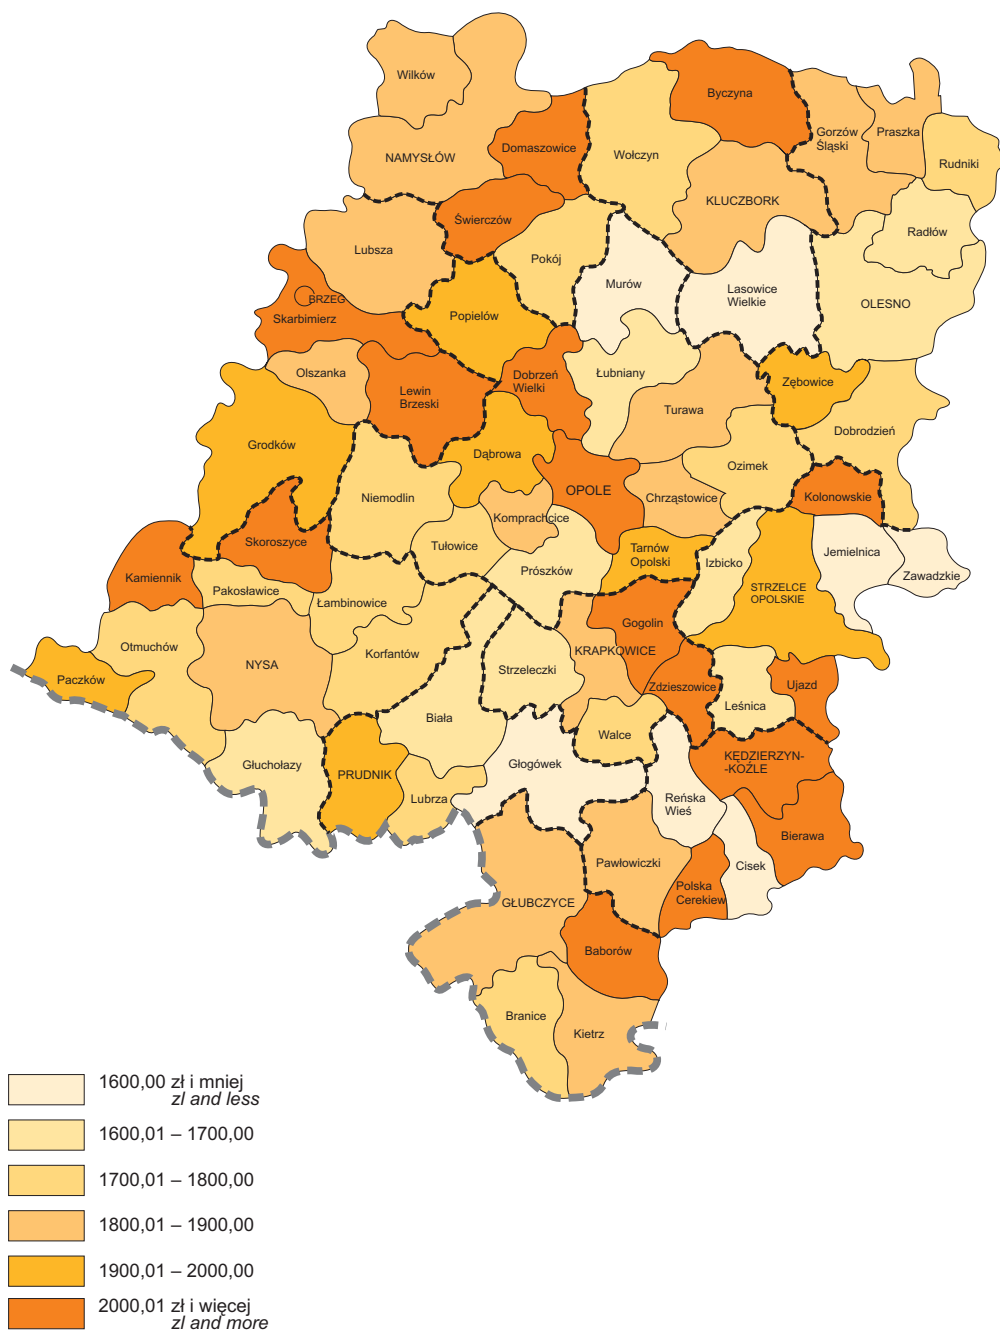 Wilków
Byczyna
NAMYSŁÓW
Domaszowice
Wołczyn
Gorzów
Śląski
Praszka
Rudniki
KLUCZBORK
Świerczów
Lubsza
Pokój
Radłów
Murów
Lasowice
Wielkie
OLESNO
BRZEG
Skarbimierz
Popielów
Olszanka
Lewin
Brzeski
Dobrzeń
Wielki
Łubniany
Zębowice
Turawa
Dobrodzień
Grodków
Dąbrowa
Ozimek
Niemodlin
OPOLE
Chrząstowice
Kolonowskie
Komprachcice
Skoroszyce
Tułowice
Tarnów
Opolski
Izbicko
Jemielnica
Zawadzkie
Kamiennik
Pakosławice
Prószków
STRZELCE
OPOLSKIE
Łambinowice
Gogolin
Otmuchów
NYSA
Korfantów
KRAPKOWICE
Strzeleczki
Paczków
Zdzieszowice
Ujazd
Leśnica
Biała
Walce
Głuchołazy
PRUDNIK
Głogówek
KĘDZIERZYN-
-KOŹLE
Lubrza
Reńska
Wieś
Bierawa
Pawłowiczki
Cisek
Polska
Cerekiew
GŁUBCZYCE
Baborów
Branice
Kietrz
1600,00 zł i mniej
zl and less
1600,01 – 1700,00
1700,01 – 1800,00
1800,01 – 1900,00
1900,01 – 2000,00
2000,01 zł i więcej
zl and more